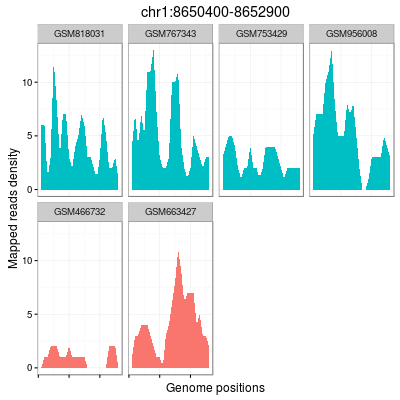 chr1:8650400-8652900
GSM818031 GSM767343 GSM753429 GSM956008
10
5
0
Mapped reads density
GSM466732 GSM663427
10
5
0
Genome positions